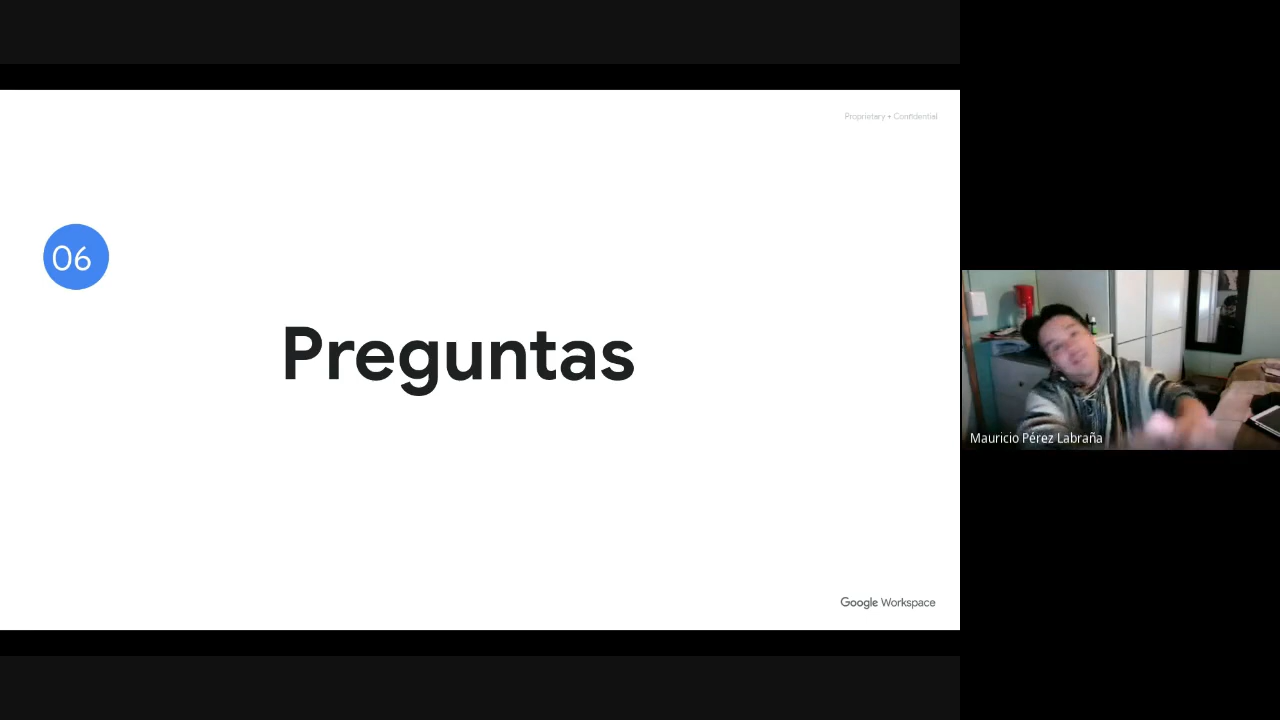 Proprietary • Confidential
06
Preguntas
Mauricio Pérez Labraña
Google Workspace